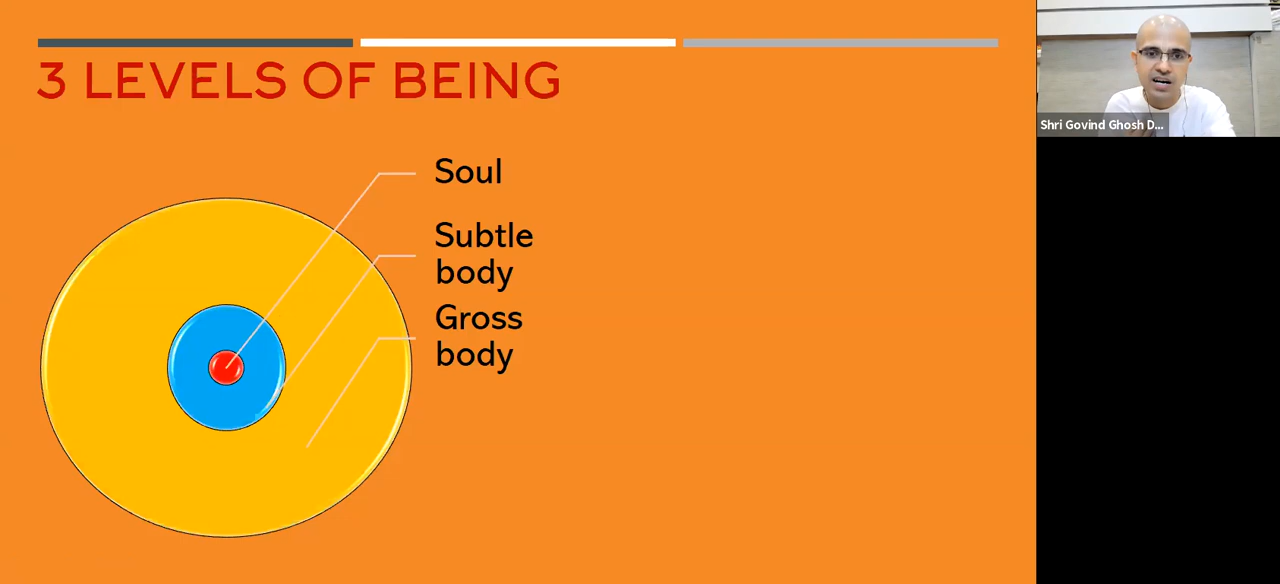 3 LEVELS OF BEING
Soul
Subtle
body
Gross
body
Shri Govind Ghosh D...